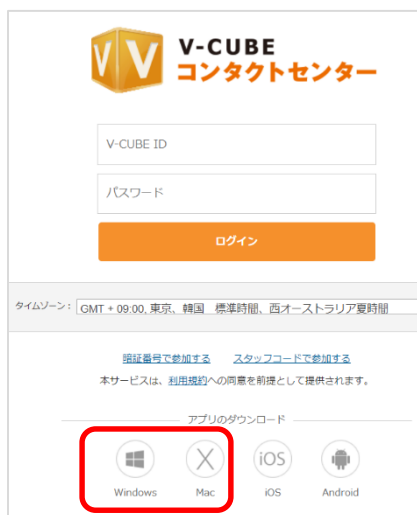 V-CUBE
コンタクトセンター
V-CUBE ID
パスワード
ログイン
タイムゾーン： GMT + 09:00, 東京、韓国　標準時間、西オーストラリア夏時間
暗証番号で参加する　スタッフコードで参加する
本サービスは、利用規約への同意を前提として提供されます。
アプリのダウンロード
iOS
Windows　Mac　iOS　Android